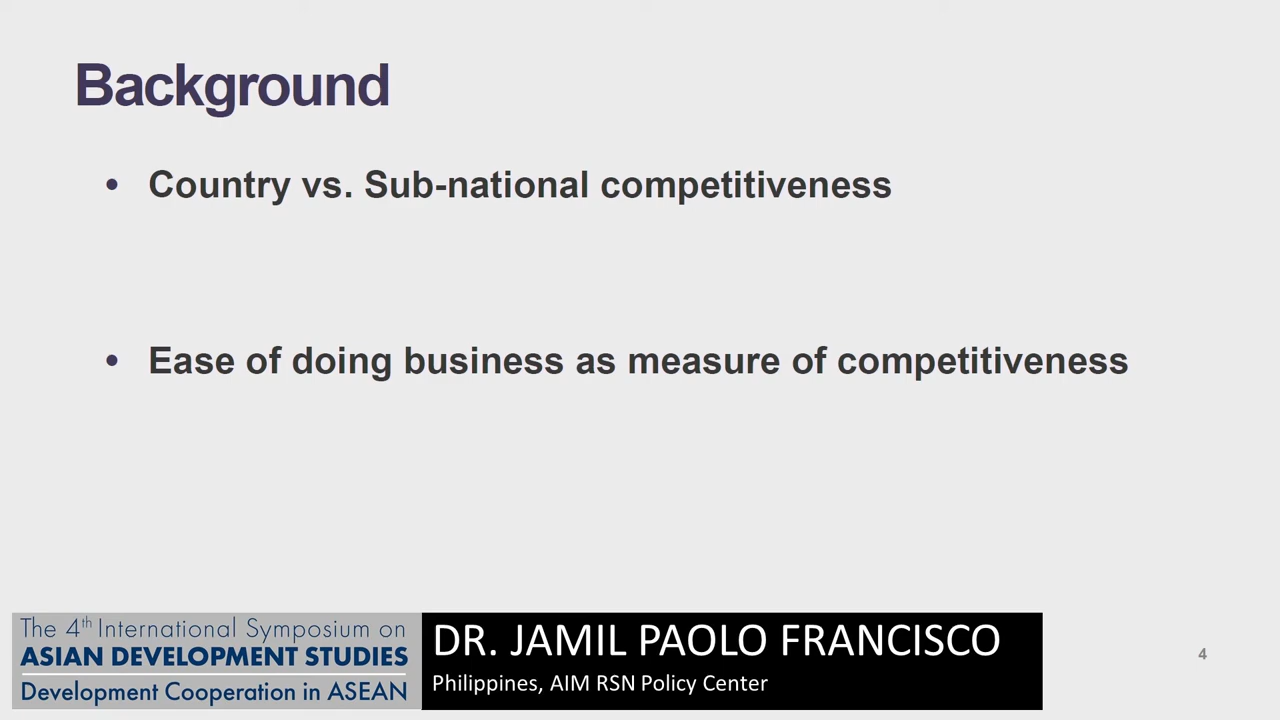 Background
• Country vs. Sub-national competitiveness
• Ease of doing business as measure of competitiveness
The 4th International Symposium on
ASIAN DEVELOPMENT STUDIES
Development Cooperation in ASEAN
DR. JAMIL PAOLO FRANCISCO
Philippines, AIM RSN Policy Center
4